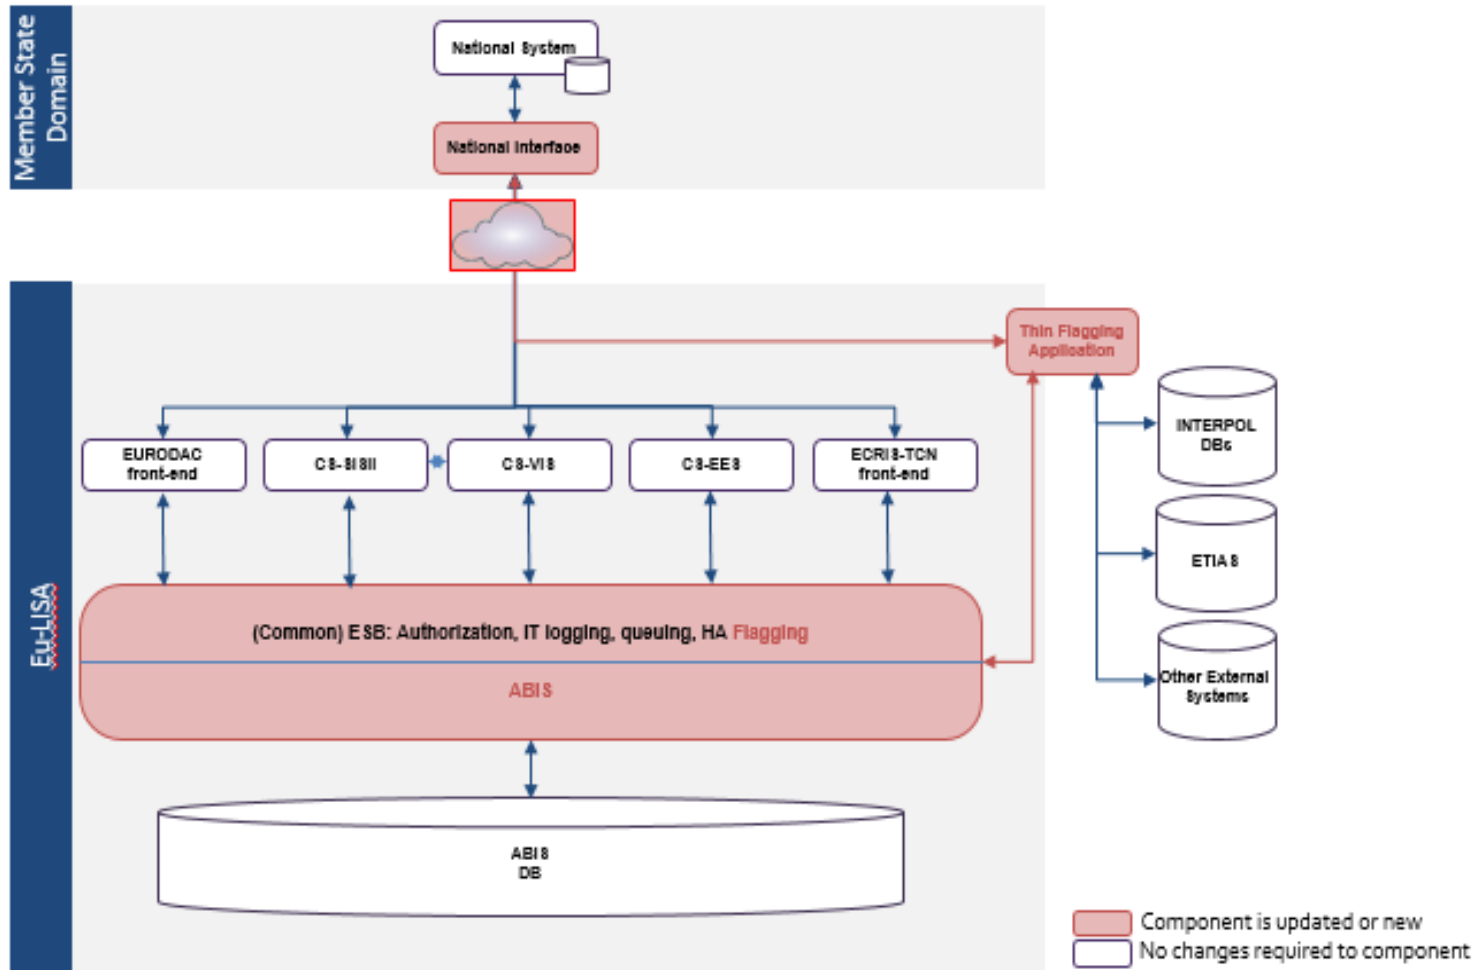 Member State
Domain
National System
National Interface
Eu-LISA
Thin Flagging
Application
INTERPOL
DBs
ETIAS
Other External
Systems
EURODAC
front-end
CS-SISII
CS-VIS
CS-EES
ECRIS-TCN
front-end
(Common) ESB: Authorization, IT logging, queuing, HA Flagging
ABIS
ABIS
DB
Component is updated or new
No changes required to component